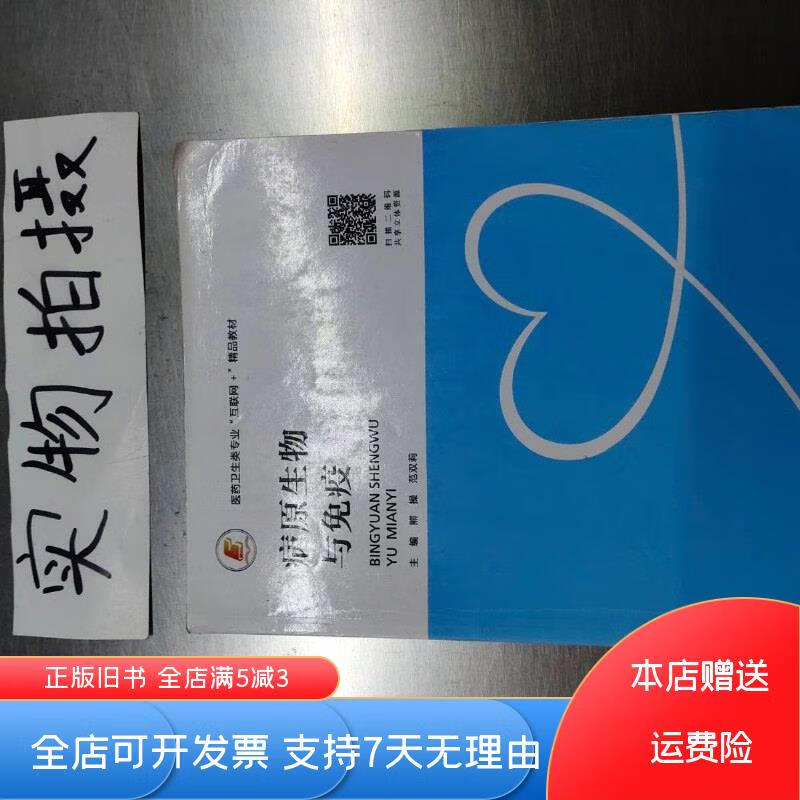 实物拍摄
扫描二维码
共享立体资源
医药卫生类专业“互联网+”精品教材
病原生物
与免疫
BINGYUAN SHENGWU
YU MIANYI
主编 熊操 范双莉
正版旧书 全店满5减3
全店可开发票 支持7天无理由
本店赠送
运费险